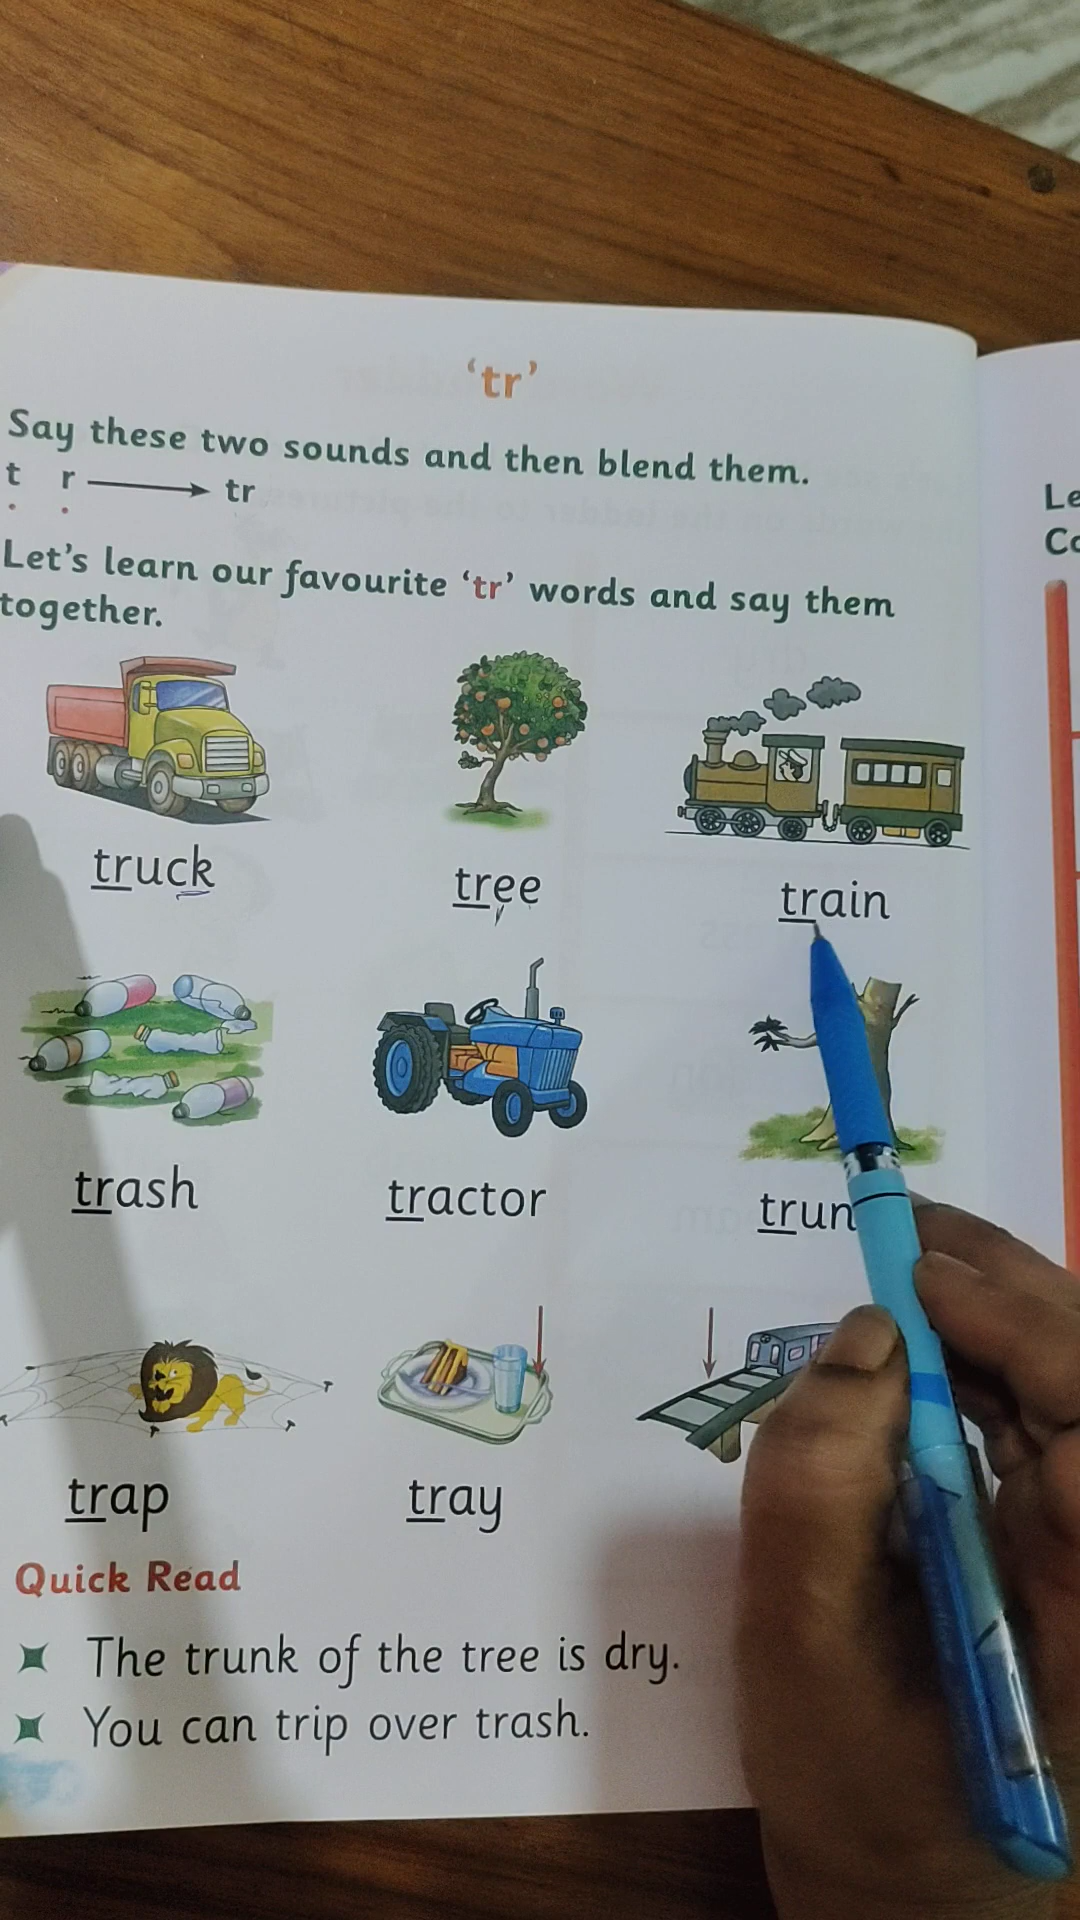 ‘tr’
Say these two sounds and then blend them.
t r tr
Let’s learn our favourite ‘tr’ words and say them
together.
truck tree train
trash tractor
trap tray
Quick Read
The trunk of the tree is dry.
You can trip over trash.